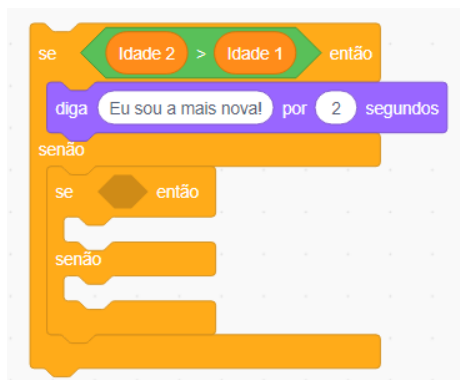 se Idade 2 > Idade 1 então
diga Eu sou a mais nova! por 2 segundos
senão
se então
senão